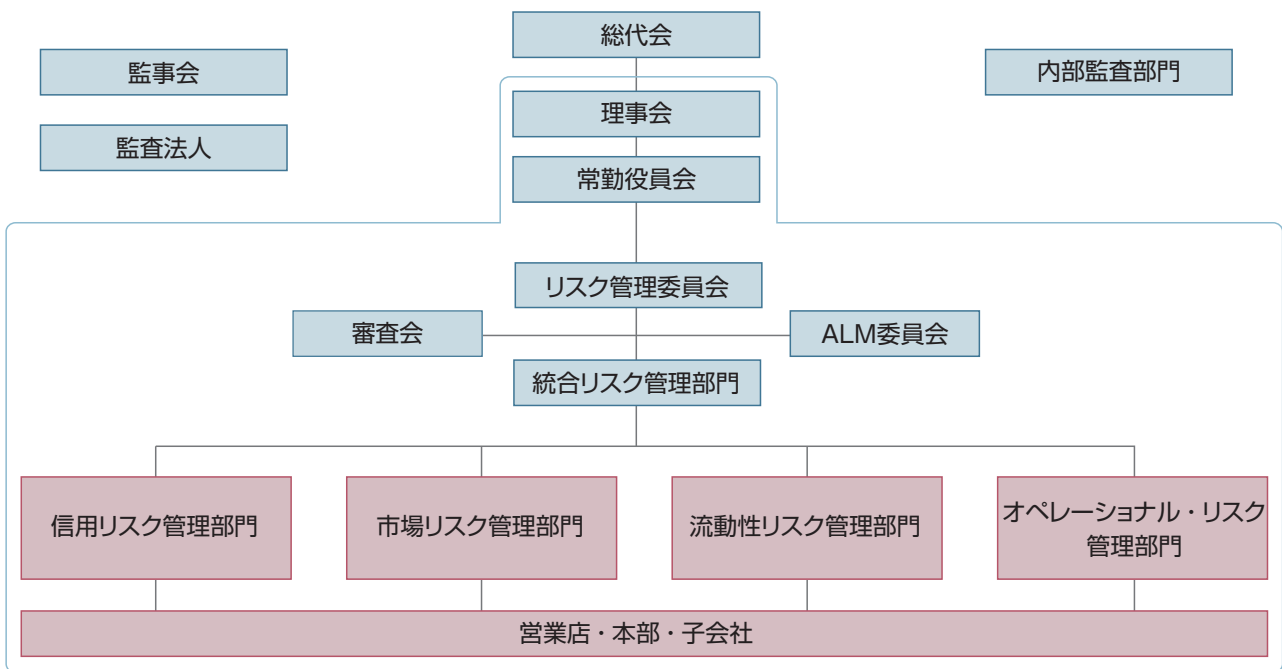 総代会
監事会
内部監査部門
理事会
監査法人
常勤役員会
リスク管理委員会
審査会
ALM委員会
統合リスク管理部門
信用リスク管理部門
市場リスク管理部門
流動性リスク管理部門
オペレーショナル・リスク
管理部門
営業店・本部・子会社